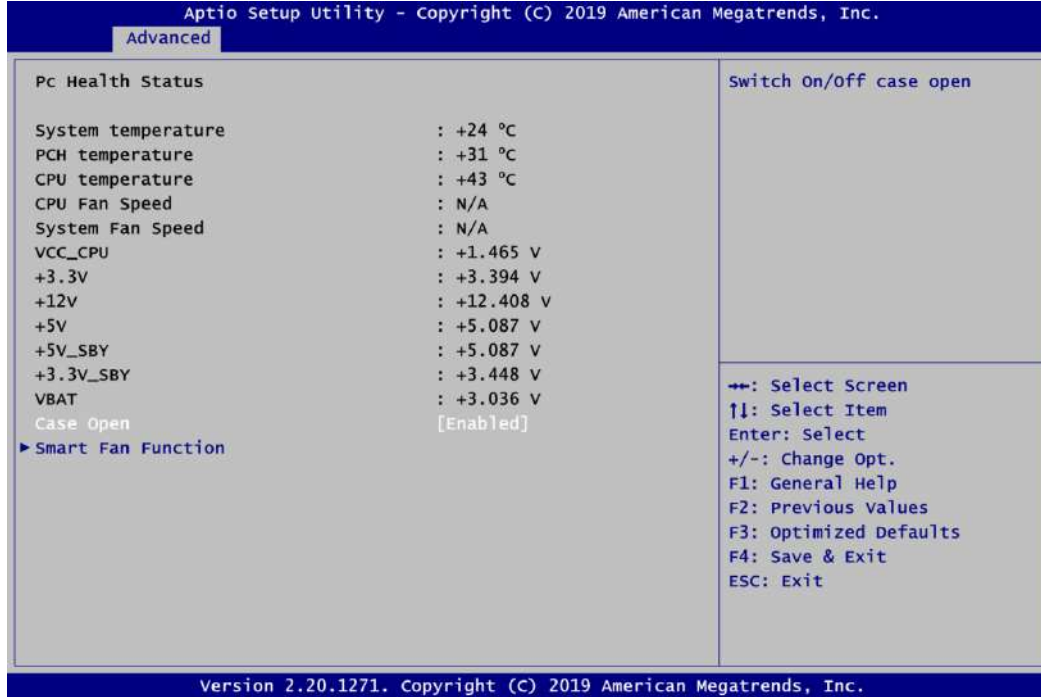 Aptio Setup Utility - Copyright (C) 2019 American Megatrends, Inc.
Advanced
Pc Health Status
System temperature : +24 °C
PCH temperature : +31 °C
CPU temperature : +43 °C
CPU Fan Speed : N/A
System Fan Speed : N/A
VCC_CPU : +1.465 V
+3.3V : +3.394 V
+12V : +12.408 V
+5V : +5.087 V
+5V_SBY : +5.087 V
+3.3V_SBY : +3.448 V
VBAT : +3.036 V
Case Open [Enabled]
▶ Smart Fan Function
Switch On/Off case open
→←: Select Screen
↑↓: Select Item
Enter: Select
+/-: Change Opt.
F1: General Help
F2: Previous Values
F3: Optimized Defaults
F4: Save & Exit
ESC: Exit
Version 2.20.1271. Copyright (C) 2019 American Megatrends, Inc.